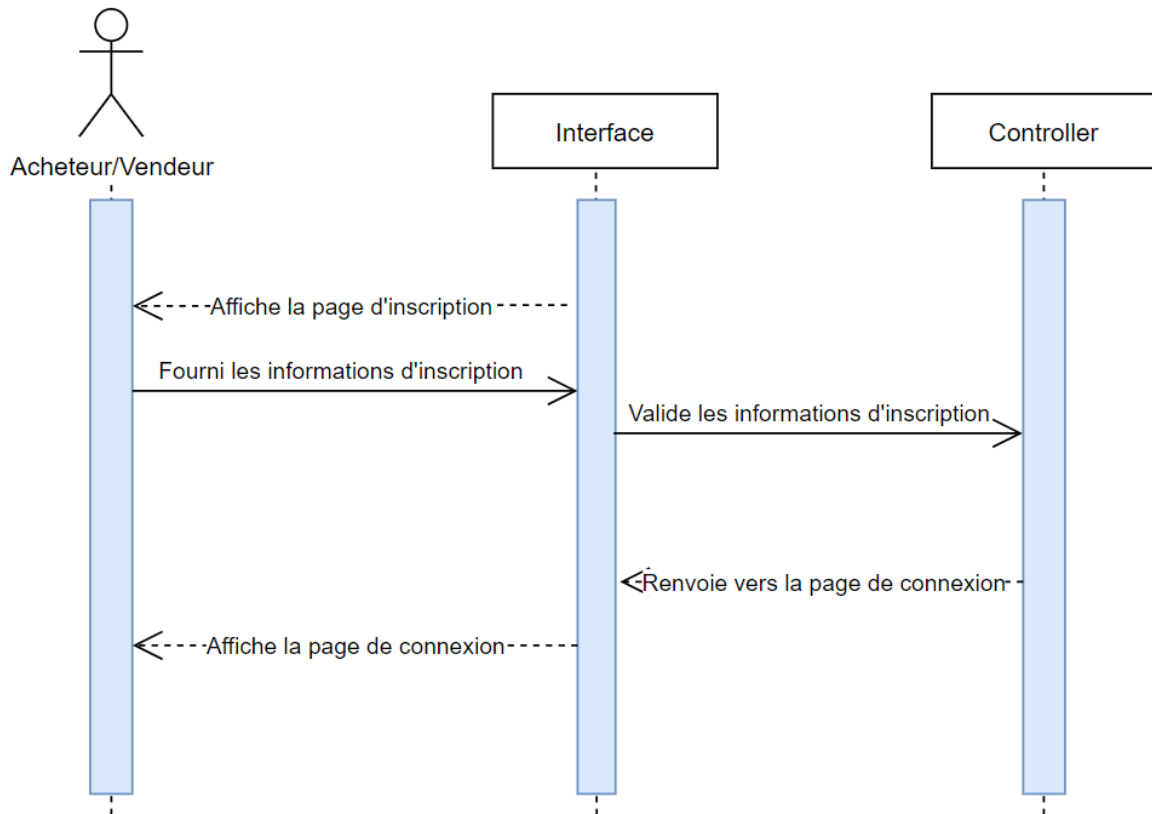 Acheteur/Vendeur
Interface
Controller
Affiche la page d'inscription
Fourni les informations d'inscription
Valide les informations d'inscription
Renvoie vers la page de connexion
Affiche la page de connexion